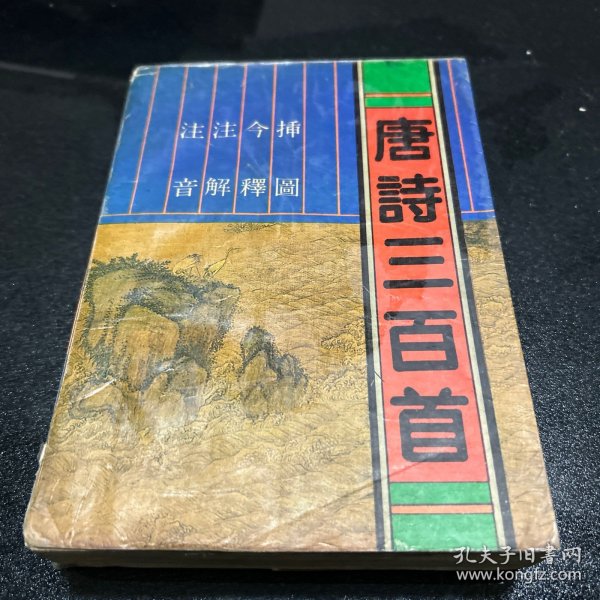 唐詩三百首
挿圖
今釋
注解
注音
孔夫子旧书网
www.kongfz.com